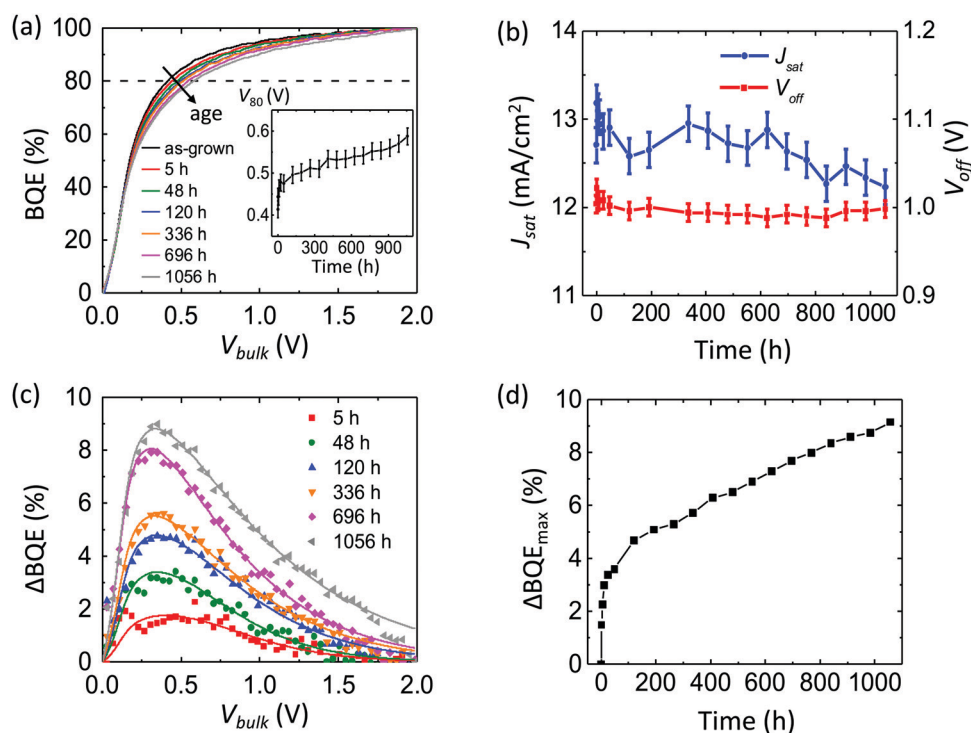 (a)
100
80
60
40
20
0
BQE (%)
age
as-grown
5 h
48 h
120 h
336 h
696 h
1056 h
V80 (V)
0.6
0.5
0.4
0 300 600 900
Time (h)
0.0 0.5 1.0 1.5 2.0
Vbulk (V)
(b)
14
13
12
11
Jsat (mA/cm²)
Jsat
Voff
1.2
1.1
1.0
0.9
Voff (V)
0 200 400 600 800 1000
Time (h)
(c)
10
8
6
4
2
0
ΔBQE (%)
5 h
48 h
120 h
336 h
696 h
1056 h
0.0 0.5 1.0 1.5 2.0
Vbulk (V)
(d)
10
8
6
4
2
0
ΔBQEmax (%)
0 200 400 600 800 1000
Time (h)